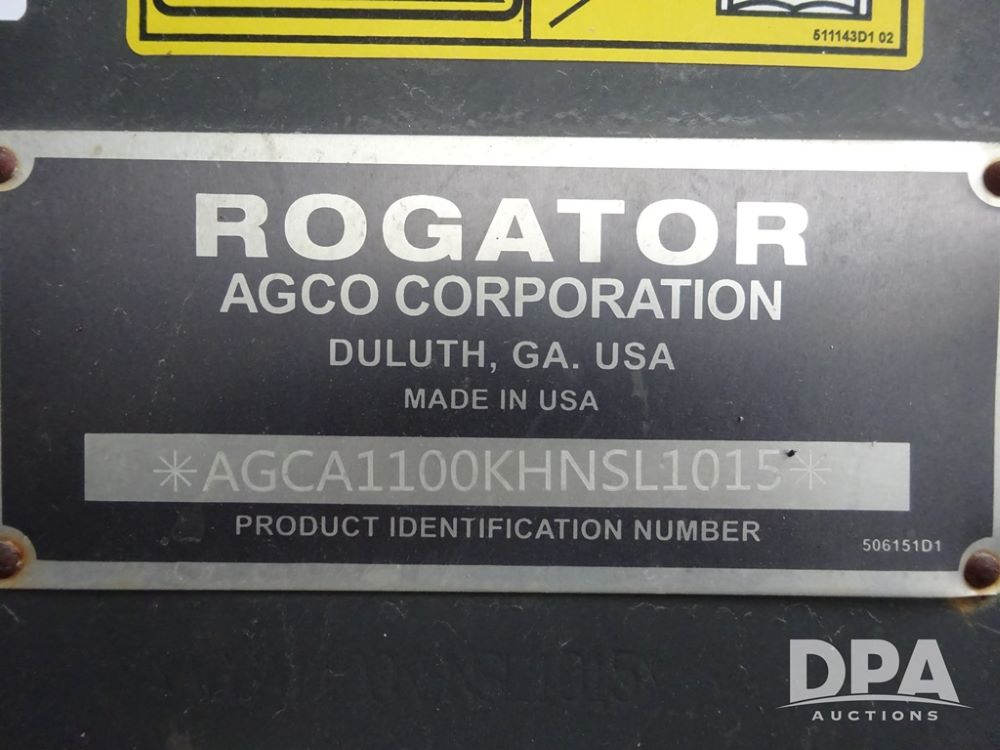 511143D1 02
ROGATOR
AGCO CORPORATION
DULUTH, GA. USA
MADE IN USA
*AGCA1100KHNSL1015*
PRODUCT IDENTIFICATION NUMBER
506151D1
DPA
AUCTIONS